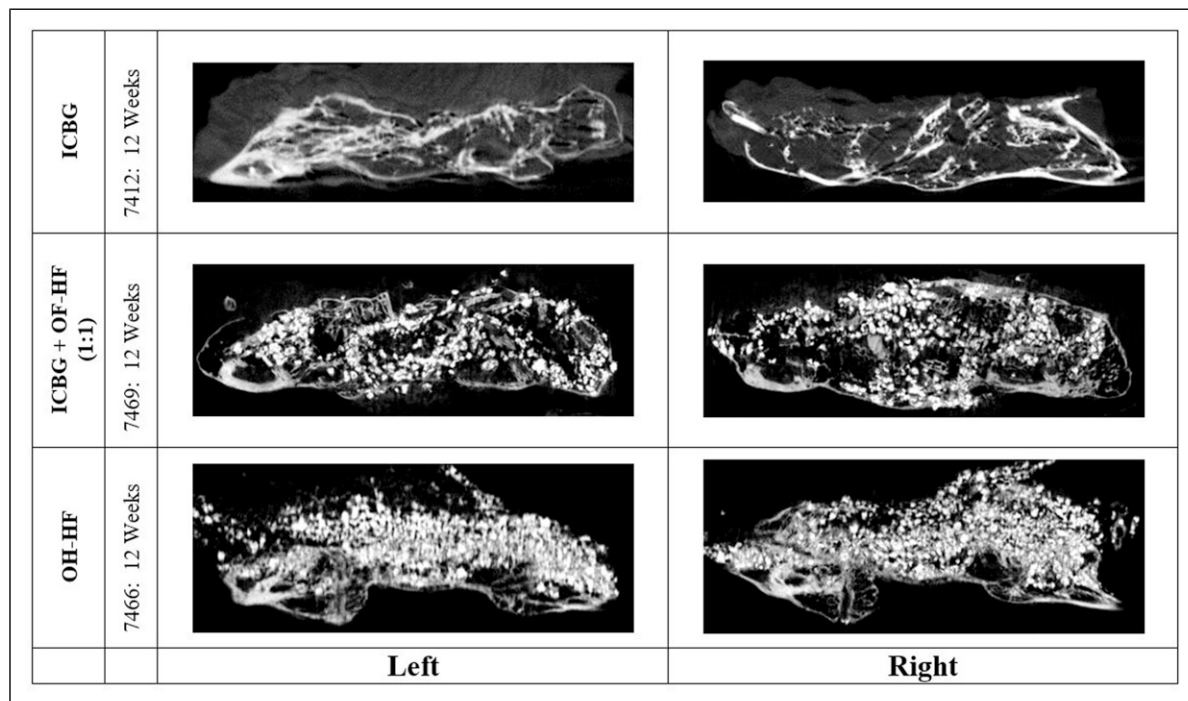 ICBG
7412: 12 Weeks
ICBG + OF-HF
(1:1)
7469: 12 Weeks
OH-HF
7466: 12 Weeks
Left
Right